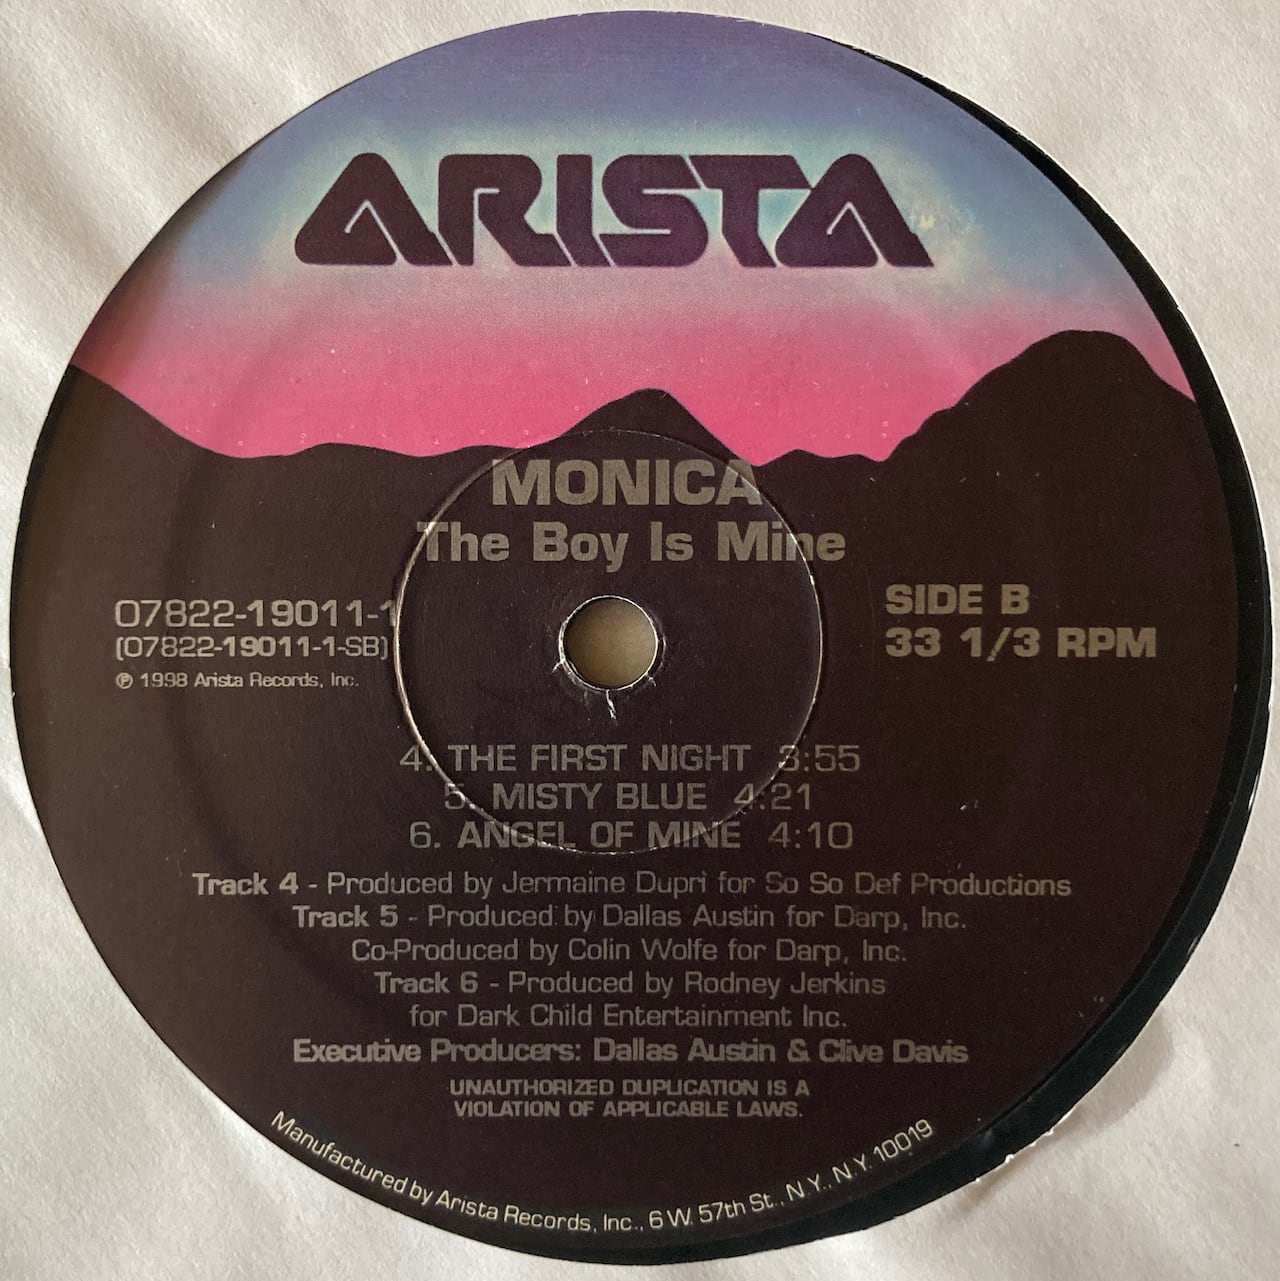 ARISTA
MONICA
The Boy Is Mine
07822-19011-1
(07822-19011-1-SB)
℗ 1998 Arista Records, Inc.
SIDE B
33 1/3 RPM
4. THE FIRST NIGHT 3:55
5. MISTY BLUE 4:21
6. ANGEL OF MINE 4:10
Track 4 - Produced by Jermaine Dupri for So So Def Productions
Track 5 - Produced by Dallas Austin for Darp, Inc.
Co-Produced by Colin Wolfe for Darp, Inc.
Track 6 - Produced by Rodney Jerkins
for Dark Child Entertainment Inc.
Executive Producers: Dallas Austin & Clive Davis
UNAUTHORIZED DUPLICATION IS A
VIOLATION OF APPLICABLE LAWS.
Manufactured by Arista Records, Inc., 6 W. 57th St., N.Y., N.Y. 10019